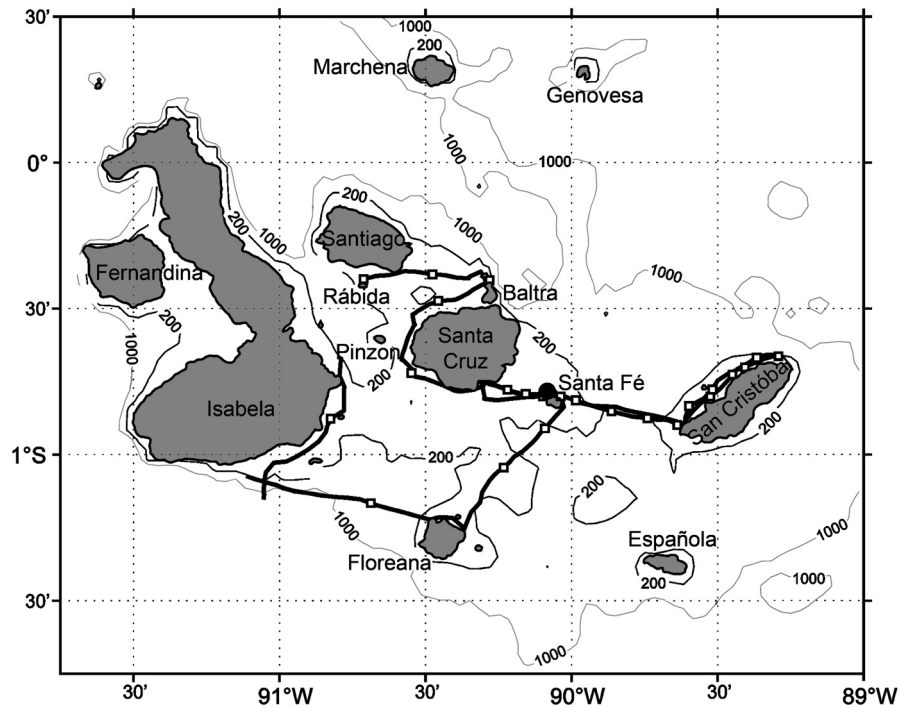 30'
1000
200
Marchena
Genovesa
1000
0°
1000
200
200
1000
1000
Santiago
1000
Fernandina
Rábida
Baltra
30'
200
1000
Pinzon
Santa
Cruz
200
200
Santa Fé
Isabela
San Cristóbal
200
1°S
200
200
1000
Floreana
Española
200
1000
1000
30'
1000
30'
91°W
30'
90°W
30'
89°W